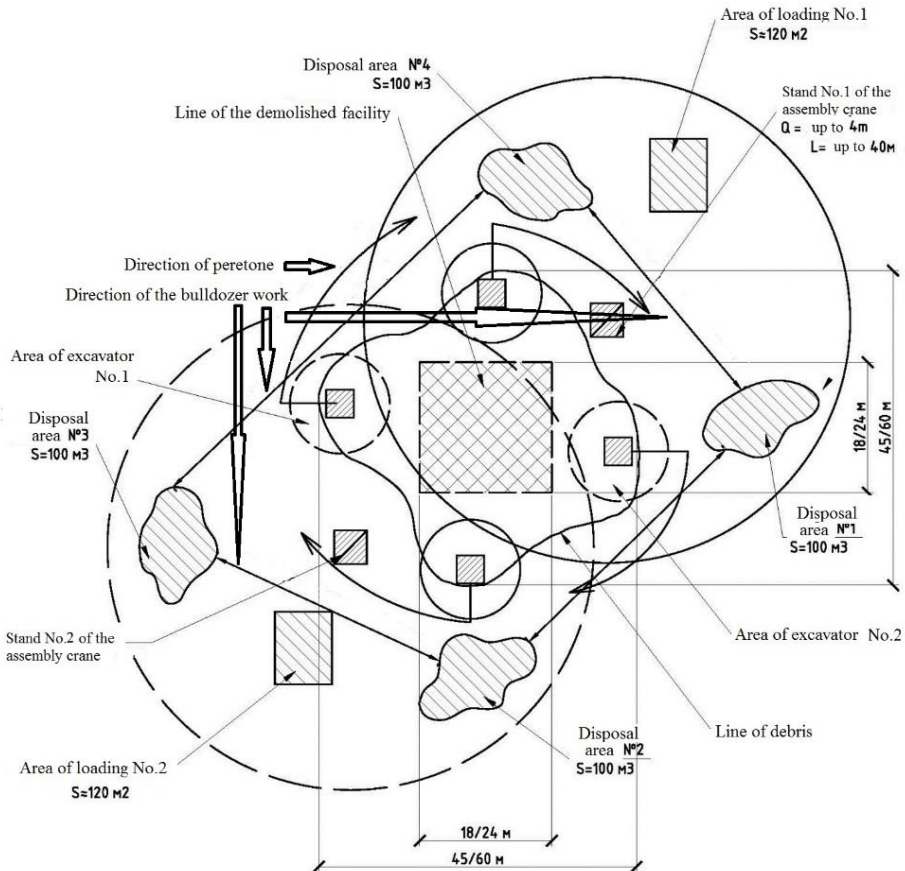 Area of loading No.1
S≈120 м2
Disposal area №4
S=100 м3
Stand No.1 of the
assembly crane
Q = up to 4m
L= up to 40м
Line of the demolished facility
Direction of peretone
Direction of the bulldozer work
Area of excavator
No.1
Disposal
area №3
S=100 м3
18/24 м
45/60 м
Disposal
area №1
S=100 м3
Stand No.2 of the
assembly crane
Area of excavator No.2
Line of debris
Disposal
area №2
S=100 м3
Area of loading No.2
S≈120 м2
18/24 м
45/60 м